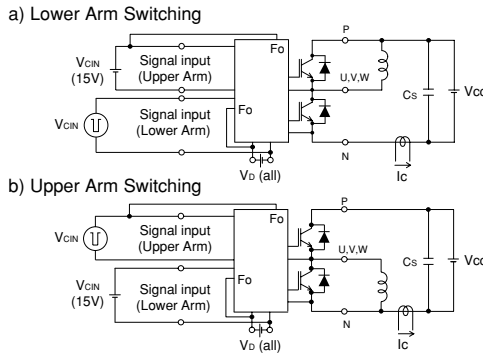 a) Lower Arm Switching
P
Fo
VCIN
(15V)
Signal input
(Upper Arm)
U,V,W
CS
VCC
VCIN
Signal input
(Lower Arm)
Fo
N
VD (all)
Ic
b) Upper Arm Switching
P
Fo
VCIN
Signal input
(Upper Arm)
U,V,W
CS
VCC
VCIN
(15V)
Signal input
(Lower Arm)
Fo
N
VD (all)
Ic